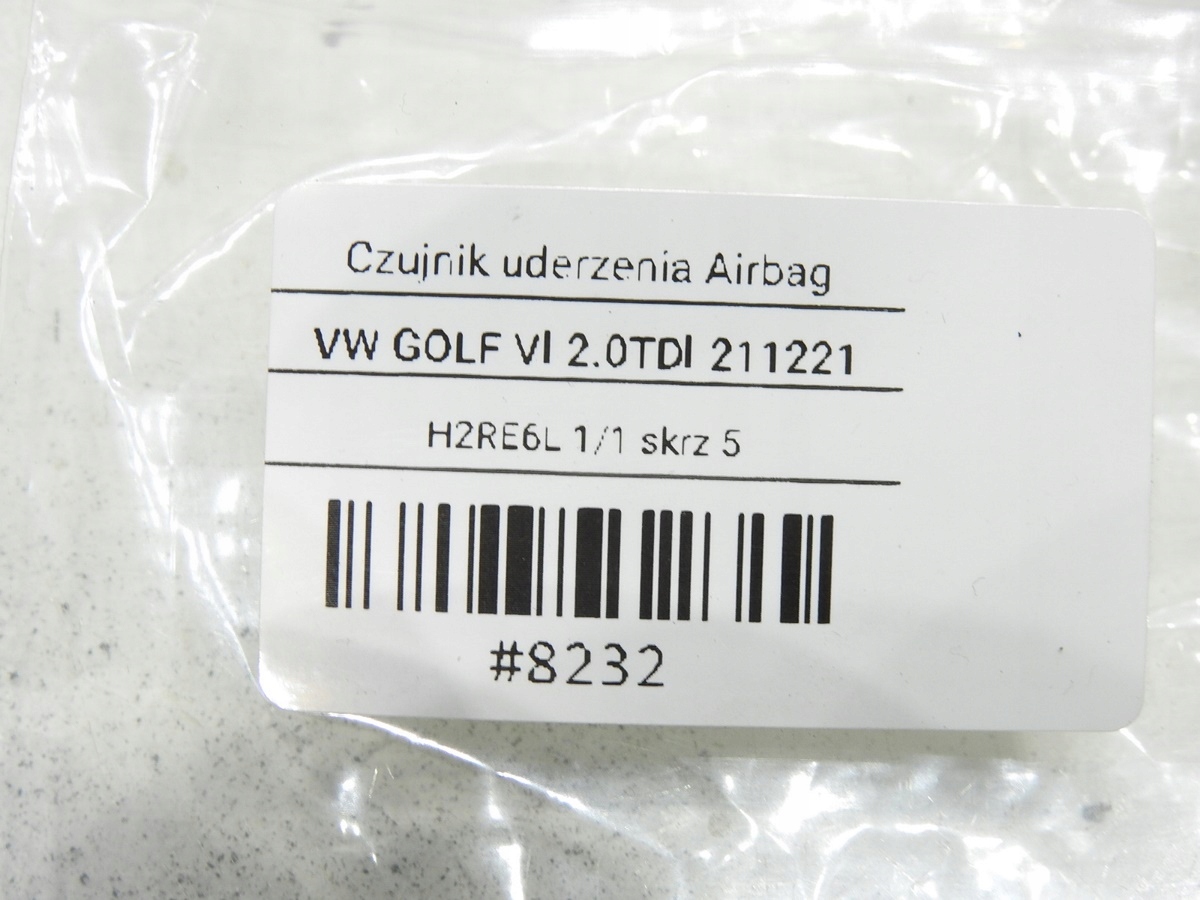 Czujnik uderzenia Airbag
VW GOLF VI 2.0TDI 211221
H2RE6L 1/1 skrz 5
#8232